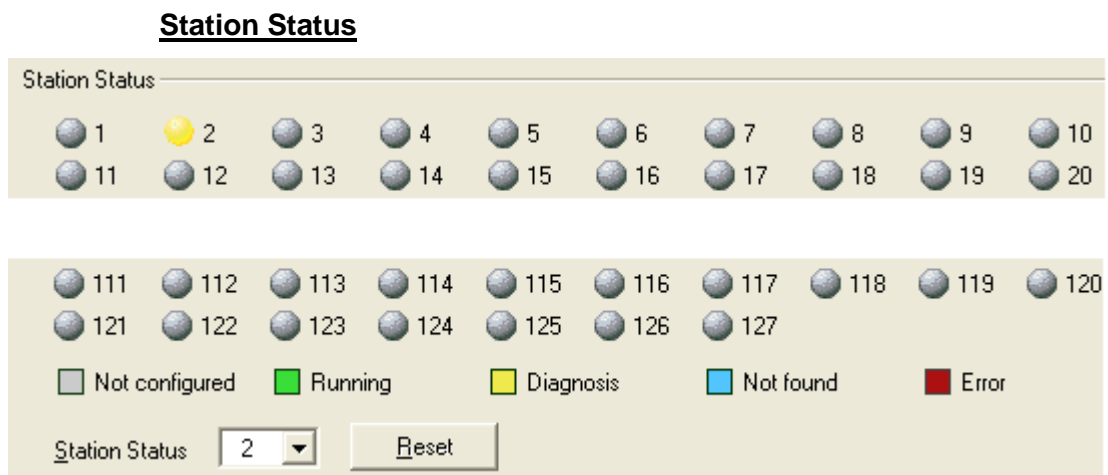 Station Status
Station Status
1 2 3 4 5 6 7 8 9 10
11 12 13 14 15 16 17 18 19 20
111 112 113 114 115 116 117 118 119 120
121 122 123 124 125 126 127
Not configured Running Diagnosis Not found Error
Station Status 2 Reset